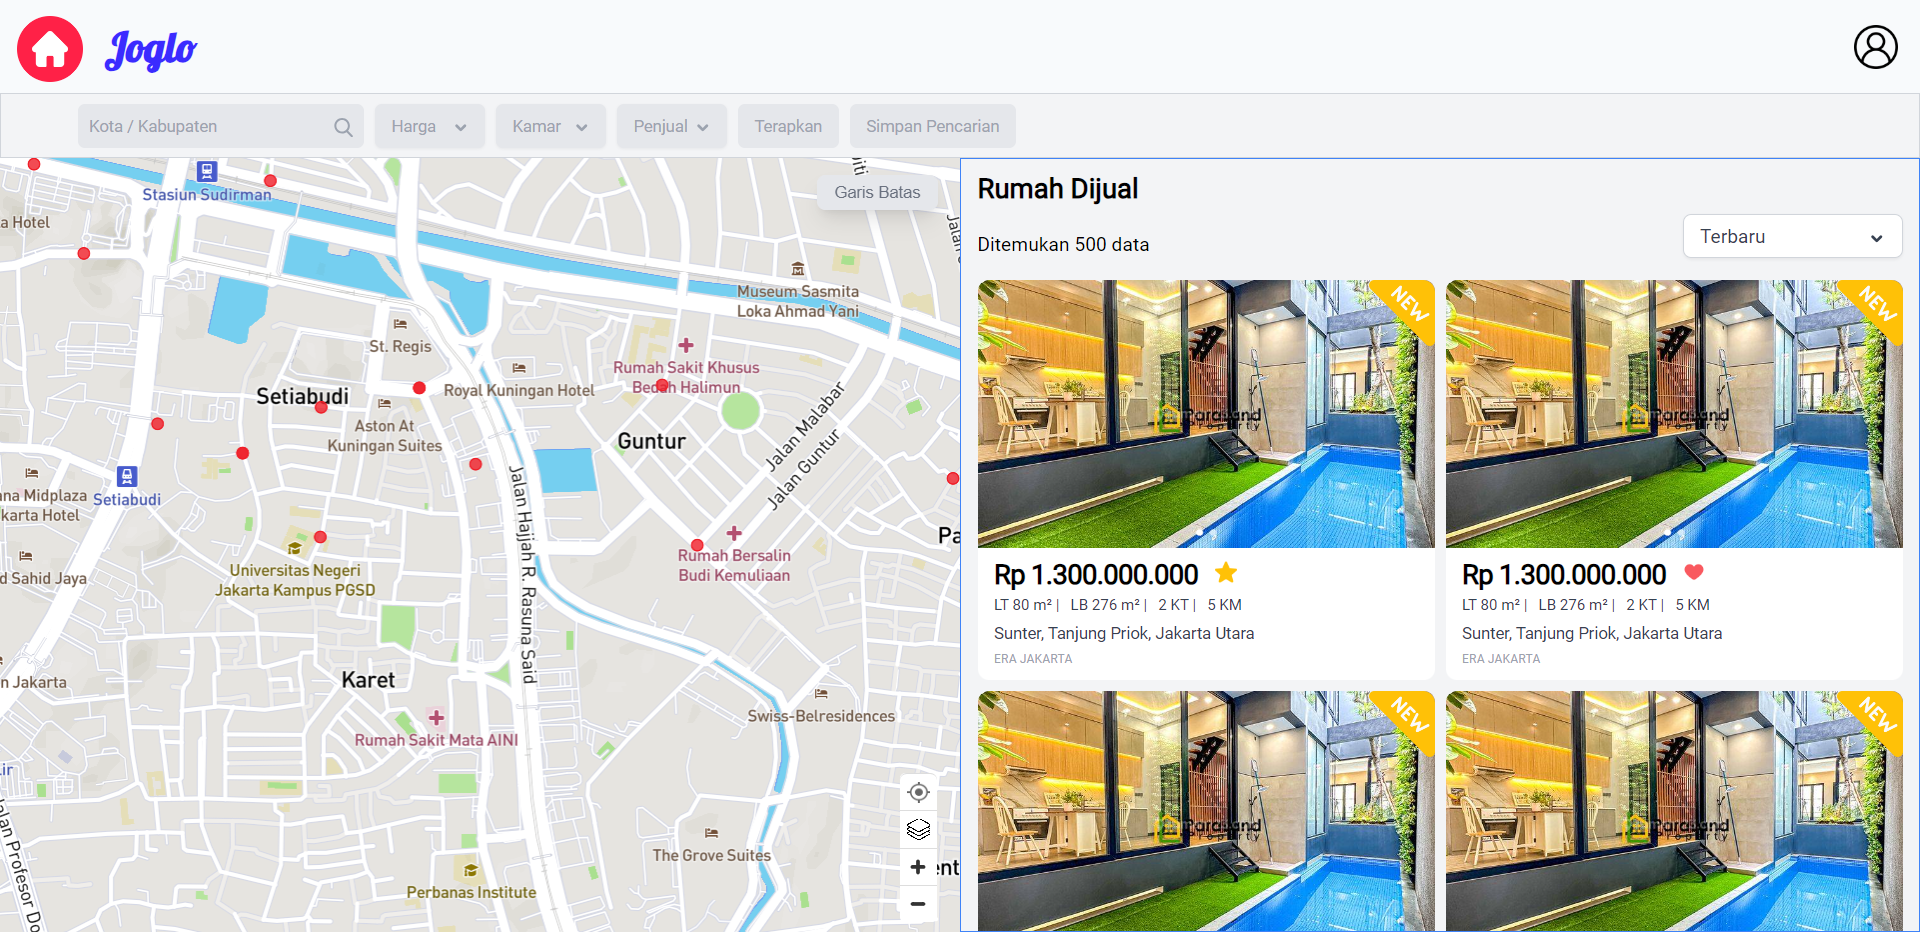 Joglo
Kota / Kabupaten
Harga
Kamar
Penjual
Terapkan
Simpan Pencarian
Stasiun Sudirman
a Hotel
Garis Batas
Museum Sasmita
Loka Ahmad Yani
St. Regis
Royal Kuningan Hotel
Rumah Sakit Khusus
Bedah Halimun
Setiabudi
Aston At
Kuningan Suites
Guntur
Jalan Malabar
Jalan Guntur
na Midplaza
karta Hotel
Setiabudi
Jalan Hajjah R. Rasuna Said
Pa
d Sahid Jaya
Universitas Negeri
Jakarta Kampus PGSD
Rumah Bersalin
Budi Kemuliaan
n Jakarta
Karet
Swiss-Belresidences
Rumah Sakit Mata AINI
The Grove Suites
ent
Perbanas Institute
Jalan Profesor Do
Rumah Dijual
Ditemukan 500 data
Terbaru
NEW
NEW
Rp 1.300.000.000
LT 80 m² | LB 276 m² | 2 KT | 5 KM
Sunter, Tanjung Priok, Jakarta Utara
ERA JAKARTA
Rp 1.300.000.000
LT 80 m² | LB 276 m² | 2 KT | 5 KM
Sunter, Tanjung Priok, Jakarta Utara
ERA JAKARTA
NEW
NEW